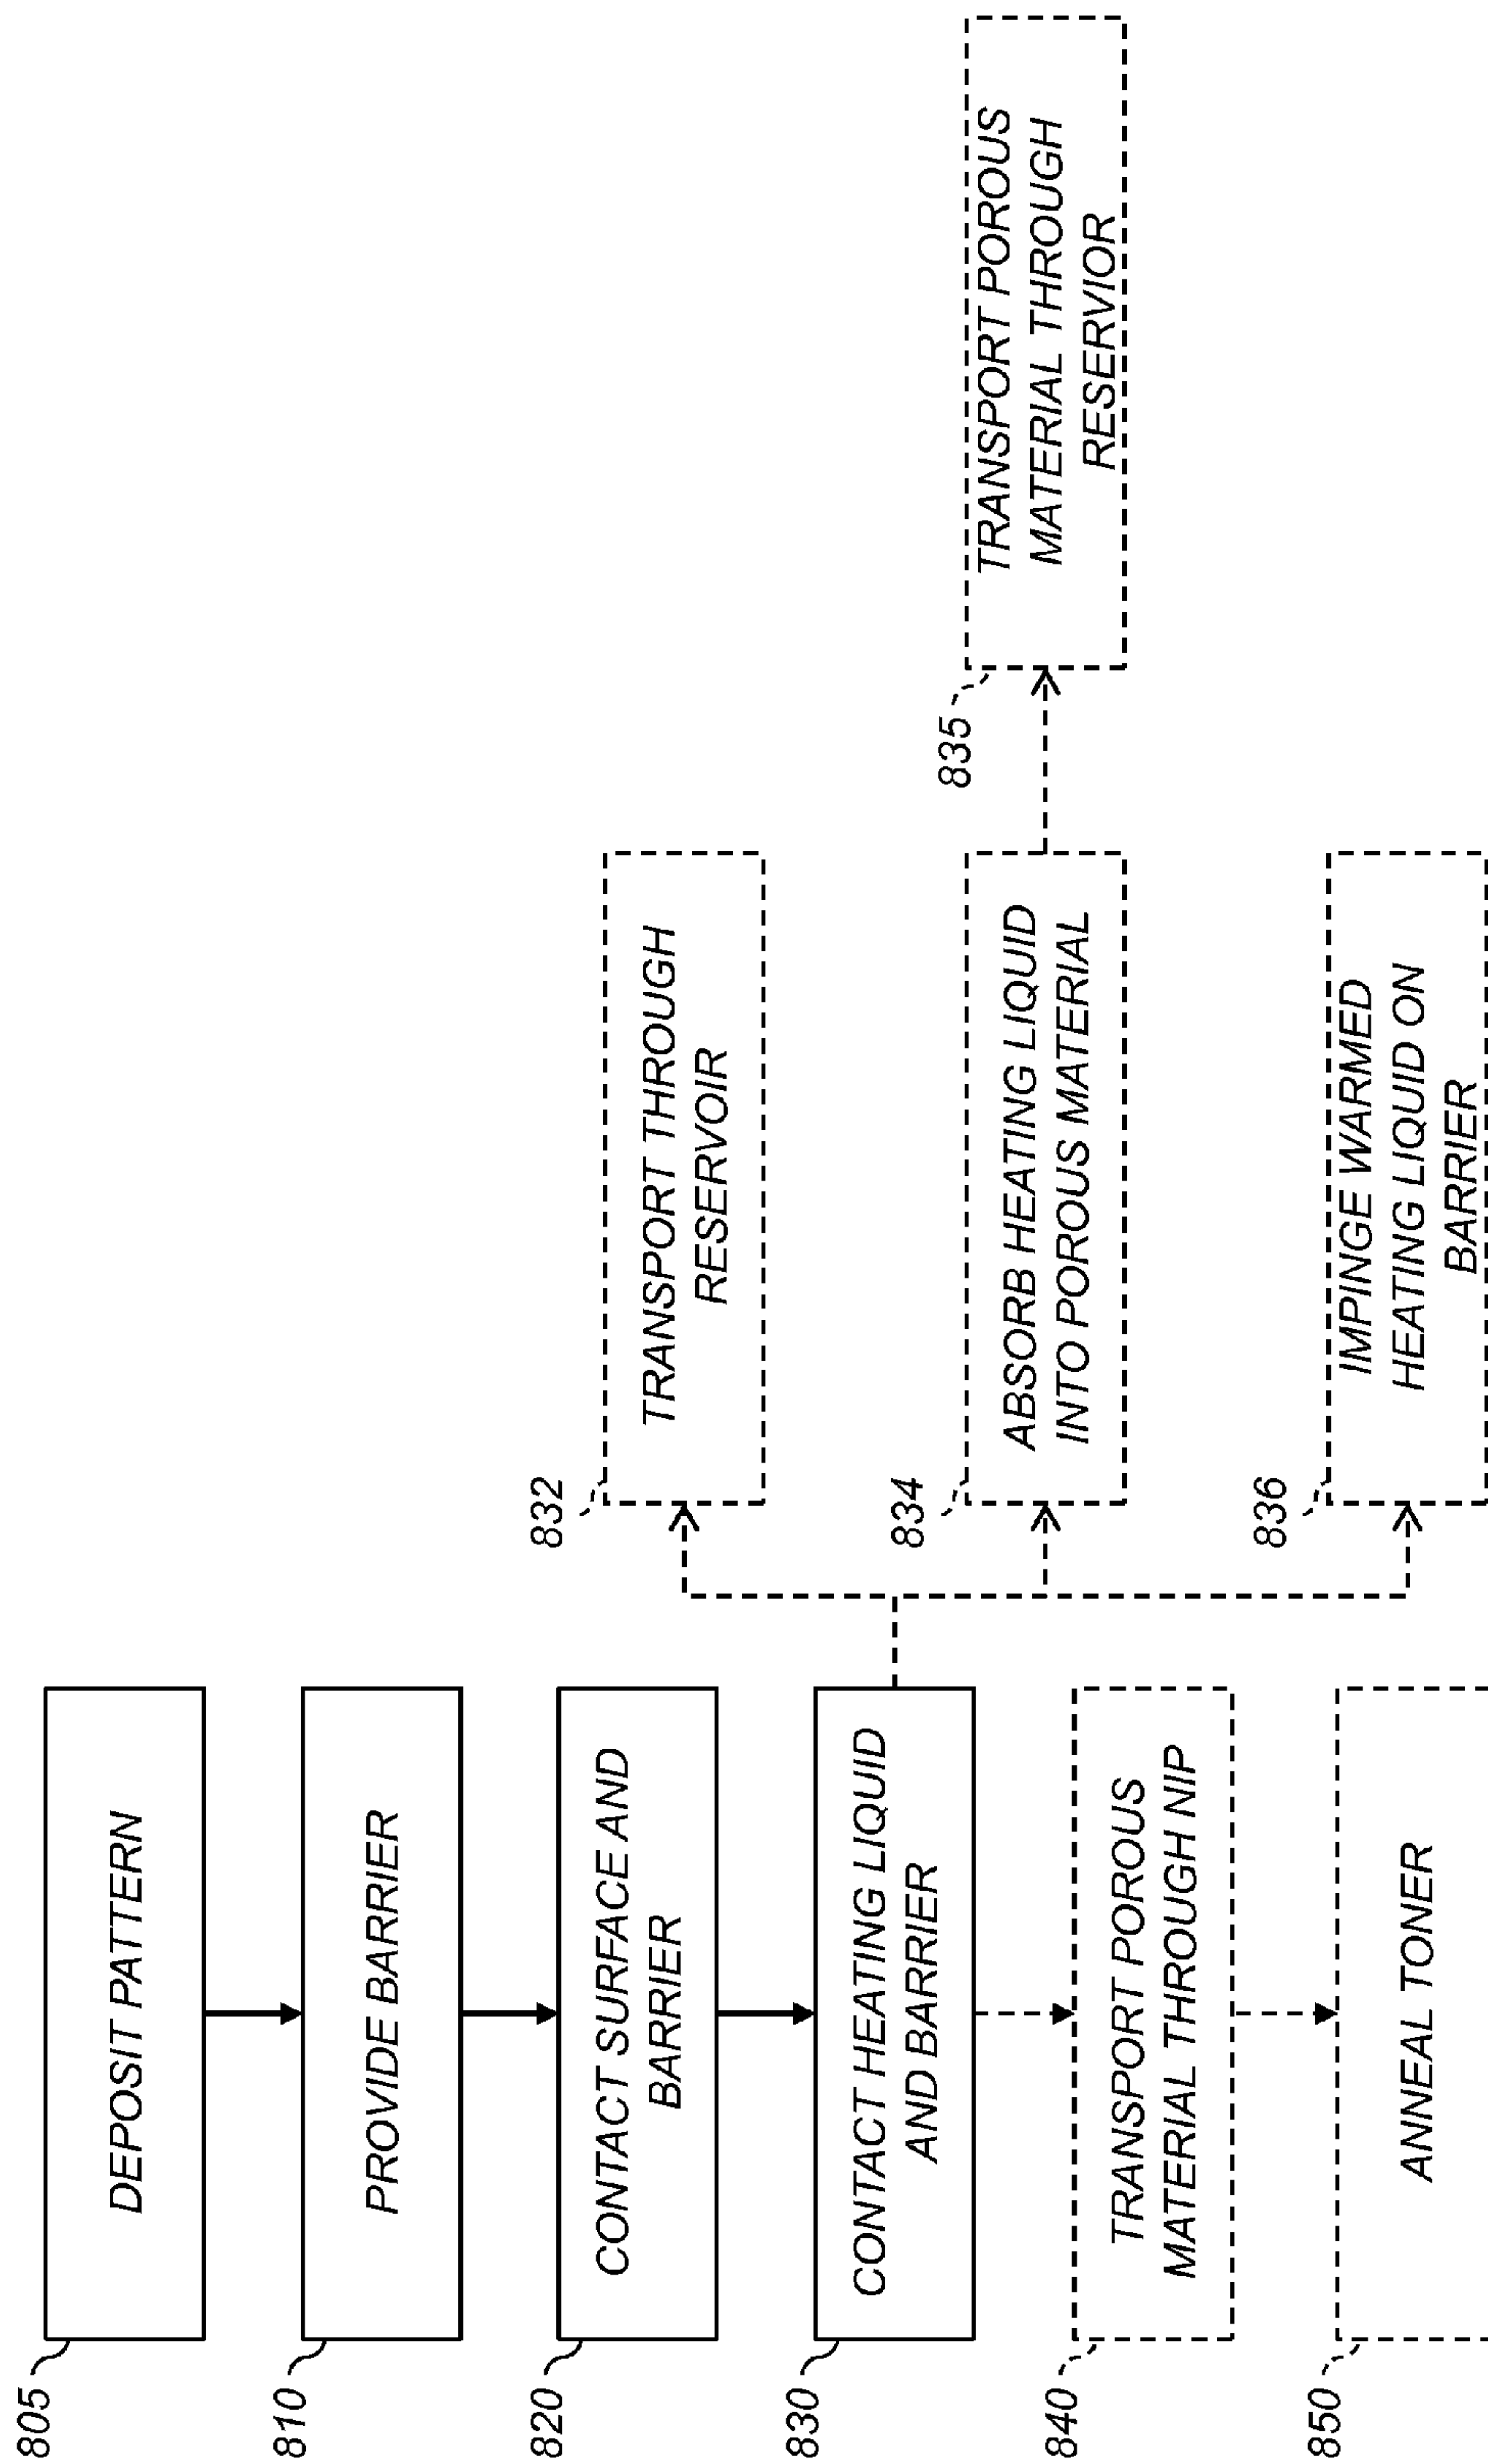 805
DEPOSIT PATTERN
810
PROVIDE BARRIER
820
CONTACT SURFACE AND
BARRIER
830
CONTACT HEATING LIQUID
AND BARRIER
832
TRANSPORT THROUGH
RESERVOIR
834
ABSORB HEATING LIQUID
INTO POROUS MATERIAL
835
TRANSPORT POROUS
MATERIAL THROUGH
RESERVIOR
836
IMPINGE WARMED
HEATING LIQUID ON
BARRIER
840
TRANSPORT POROUS
MATERIAL THROUGH NIP
850
ANNEAL TONER